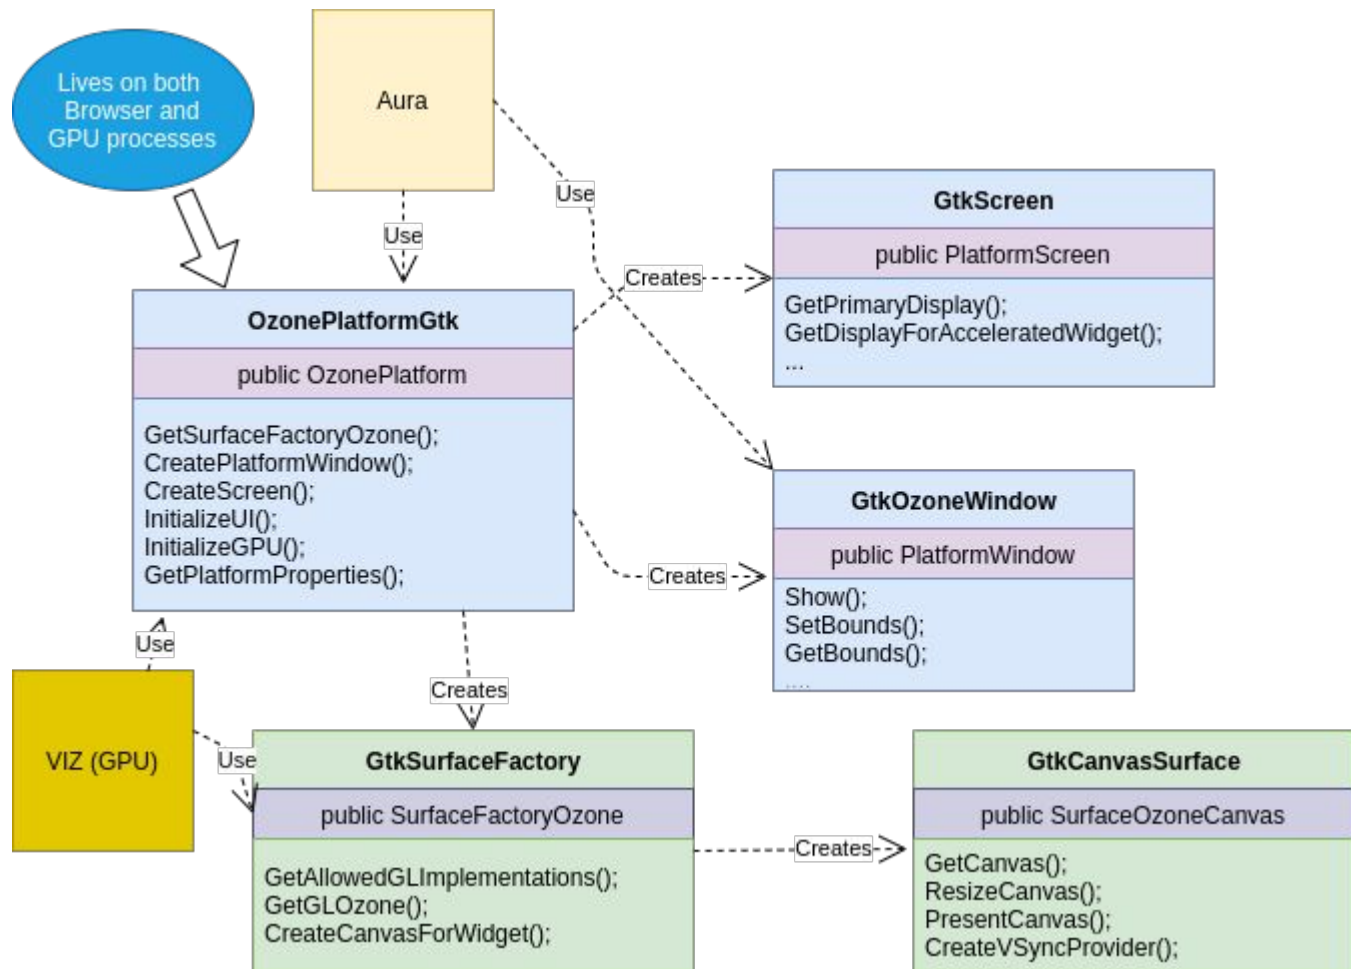 Lives on both
Browser and
GPU processes
Aura
Use
Use
GtkScreen
public PlatformScreen
GetPrimaryDisplay();
GetDisplayForAcceleratedWidget();
...
Creates
OzonePlatformGtk
public OzonePlatform
GetSurfaceFactoryOzone();
CreatePlatformWindow();
CreateScreen();
InitializeUI();
InitializeGPU();
GetPlatformProperties();
GtkOzoneWindow
public PlatformWindow
Show();
SetBounds();
GetBounds();
....
Creates
Use
Creates
VIZ (GPU)
Use
GtkSurfaceFactory
public SurfaceFactoryOzone
GetAllowedGLImplementations();
GetGLOzone();
CreateCanvasForWidget();
Creates
GtkCanvasSurface
public SurfaceOzoneCanvas
GetCanvas();
ResizeCanvas();
PresentCanvas();
CreateVSyncProvider();